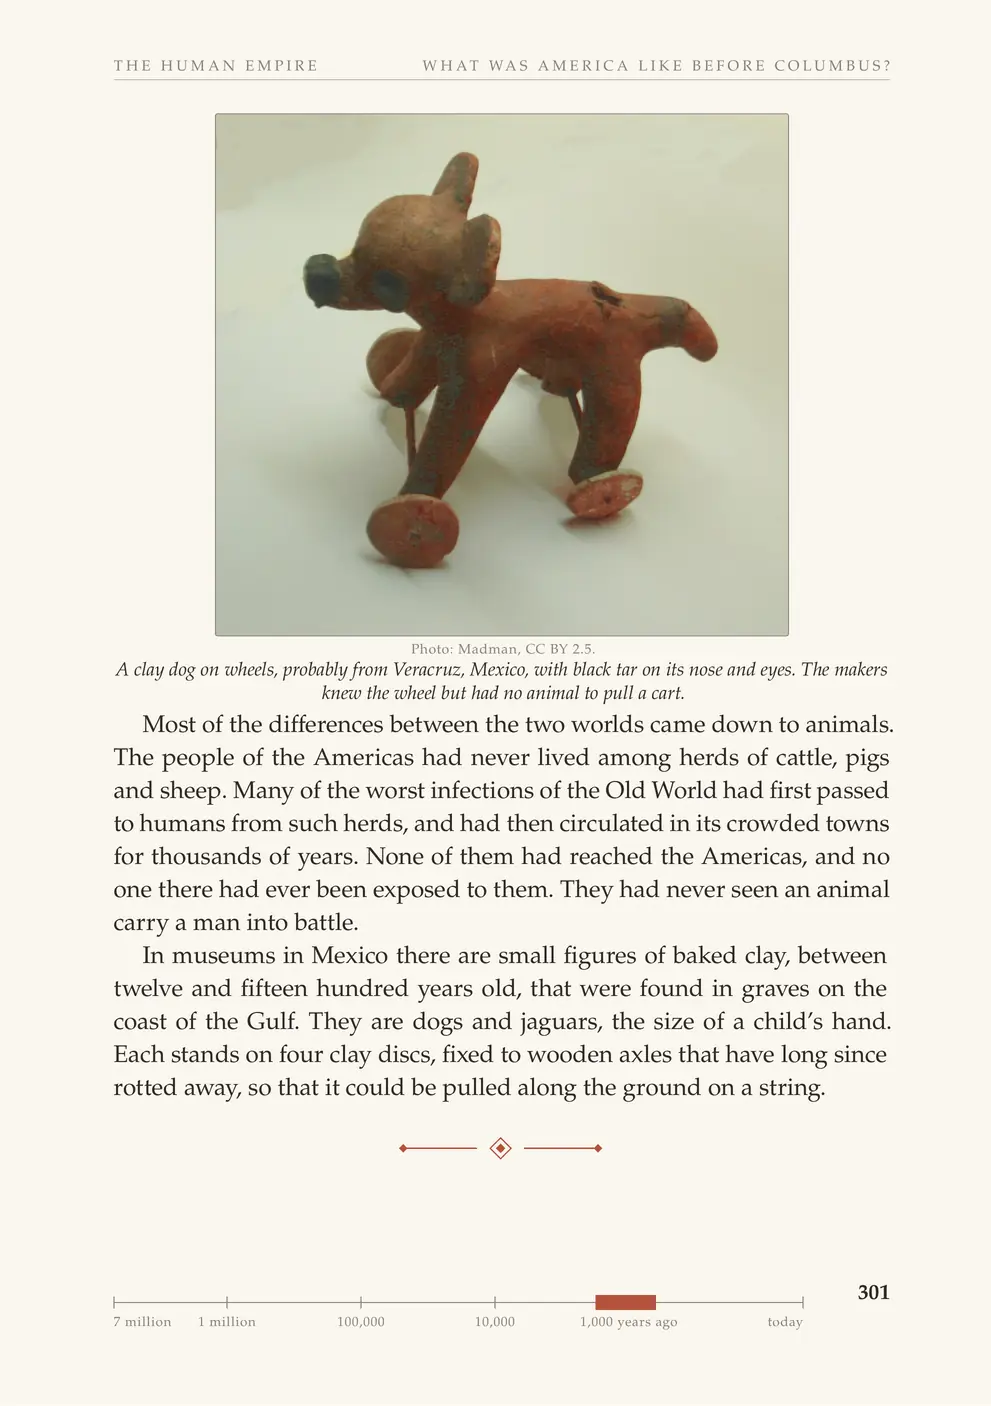 THE HUMAN EMPIRE
WHAT WAS AMERICA LIKE BEFORE COLUMBUS?
Photo: Madman, CC BY 2.5.
A clay dog on wheels, probably from Veracruz, Mexico, with black tar on its nose and eyes. The makers
knew the wheel but had no animal to pull a cart.
Most of the differences between the two worlds came down to animals.
The people of the Americas had never lived among herds of cattle, pigs
and sheep. Many of the worst infections of the Old World had first passed
to humans from such herds, and had then circulated in its crowded towns
for thousands of years. None of them had reached the Americas, and no
one there had ever been exposed to them. They had never seen an animal
carry a man into battle.
In museums in Mexico there are small figures of baked clay, between
twelve and fifteen hundred years old, that were found in graves on the
coast of the Gulf. They are dogs and jaguars, the size of a child’s hand.
Each stands on four clay discs, fixed to wooden axles that have long since
rotted away, so that it could be pulled along the ground on a string.
301
7 million 1 million 100,000 10,000 1,000 years ago today